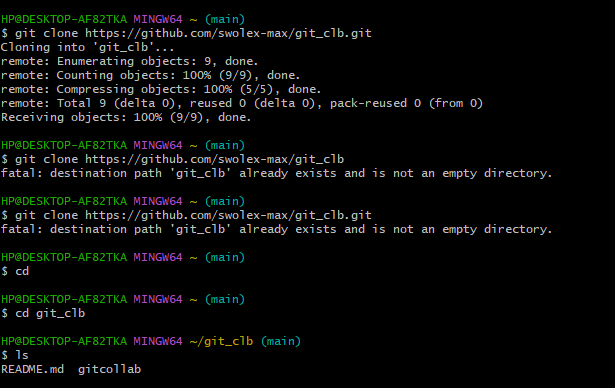 HP@DESKTOP-AF82TKA MINGW64 ~ (main)
$ git clone https://github.com/swolex-max/git_clb.git
Cloning into 'git_clb'...
remote: Enumerating objects: 9, done.
remote: Counting objects: 100% (9/9), done.
remote: Compressing objects: 100% (5/5), done.
remote: Total 9 (delta 0), reused 0 (delta 0), pack-reused 0 (from 0)
Receiving objects: 100% (9/9), done.
HP@DESKTOP-AF82TKA MINGW64 ~ (main)
$ git clone https://github.com/swolex-max/git_clb
fatal: destination path 'git_clb' already exists and is not an empty directory.
HP@DESKTOP-AF82TKA MINGW64 ~ (main)
$ git clone https://github.com/swolex-max/git_clb.git
fatal: destination path 'git_clb' already exists and is not an empty directory.
HP@DESKTOP-AF82TKA MINGW64 ~ (main)
$ cd
HP@DESKTOP-AF82TKA MINGW64 ~ (main)
$ cd git_clb
HP@DESKTOP-AF82TKA MINGW64 ~/git_clb (main)
$ ls
README.md  gitcollab